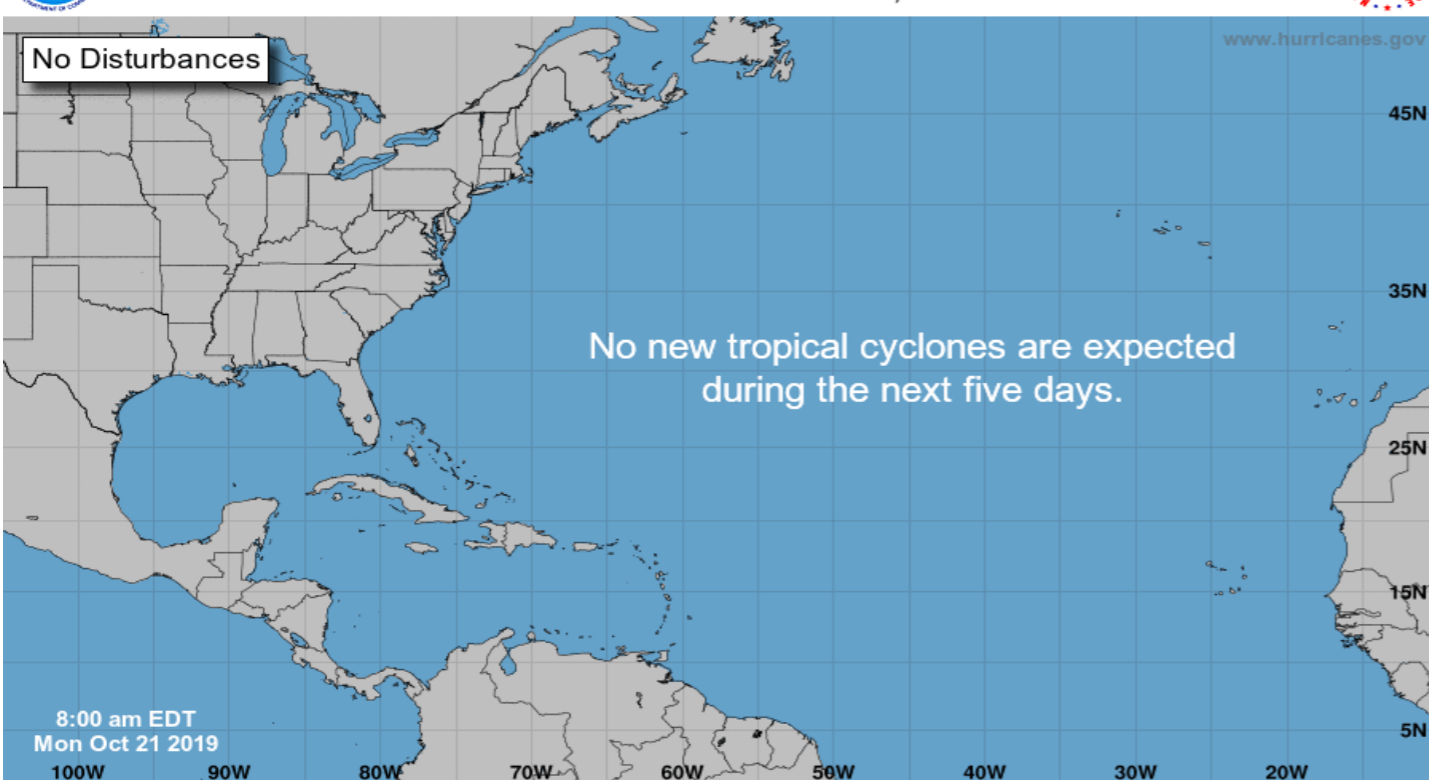 No Disturbances
www.hurricanes.gov
45N
35N
No new tropical cyclones are expected
during the next five days.
25N
15N
8:00 am EDT
Mon Oct 21 2019
5N
100W 90W 80W 70W 60W 50W 40W 30W 20W